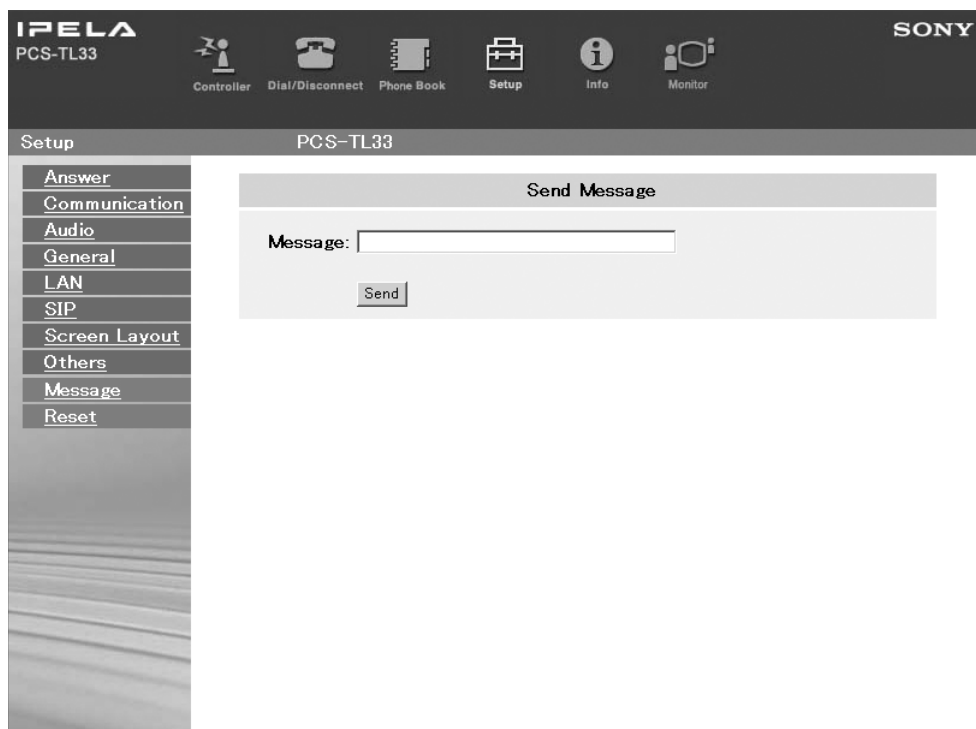 IPELA
SONY
PCS-TL33
Controller Dial/Disconnect Phone Book Setup Info Monitor
Setup PCS-TL33
Answer
Communication
Audio
General
LAN
SIP
Screen Layout
Others
Message
Reset
Send Message
Message:
Send